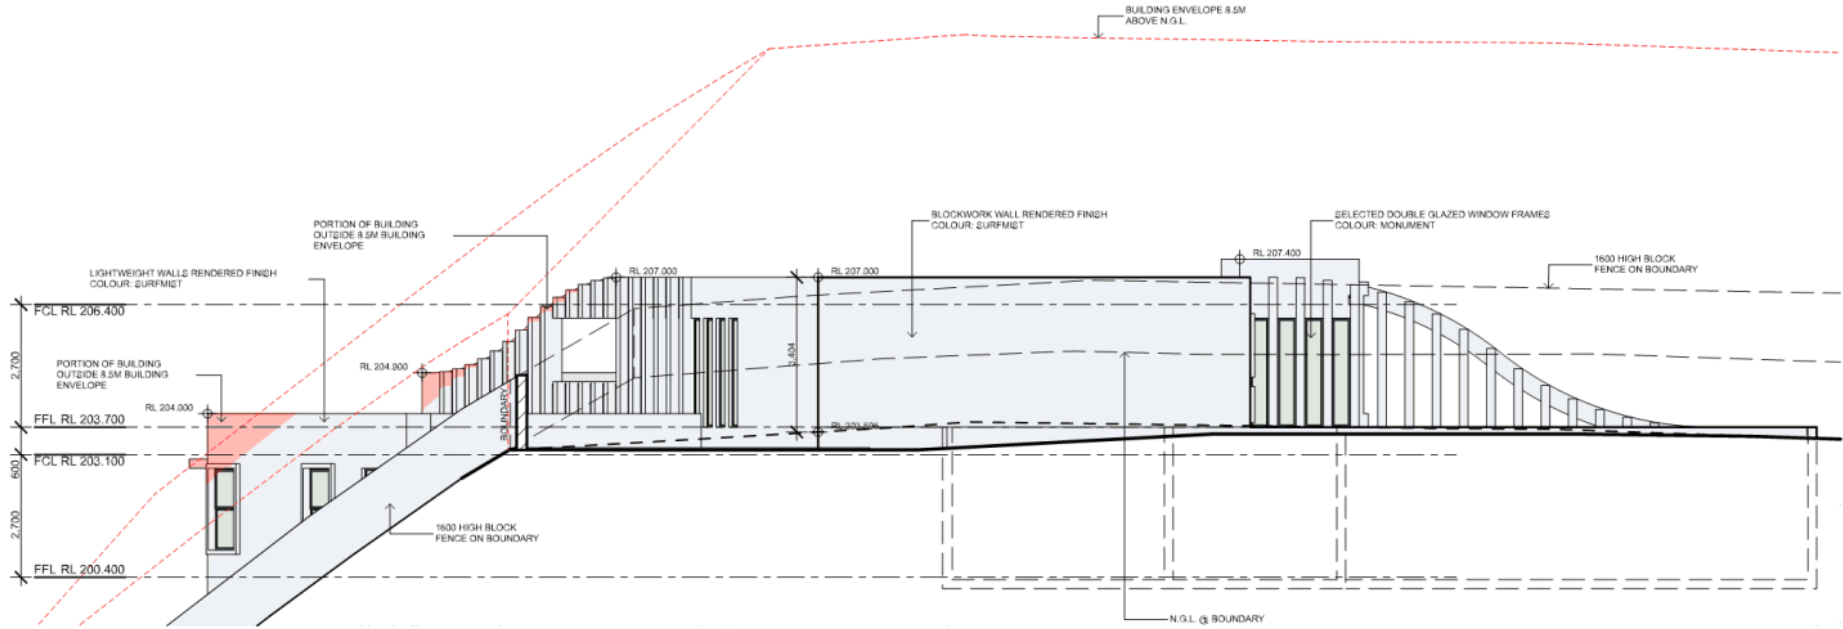 BUILDING ENVELOPE 8.5M
ABOVE N.G.L.
PORTION OF BUILDING
OUTSIDE 8.5M BUILDING
ENVELOPE
BLOCKWORK WALL RENDERED FINISH
COLOUR: SURFMIST
SELECTED DOUBLE GLAZED WINDOW FRAMES
COLOUR: MONUMENT
LIGHTWEIGHT WALLS RENDERED FINISH
COLOUR: SURFMIST
RL 207.000
RL 207.000
RL 207.400
1600 HIGH BLOCK
FENCE ON BOUNDARY
FCL RL 206.400
2,700
PORTION OF BUILDING
OUTSIDE 8.5M BUILDING
ENVELOPE
RL 204.900
3,404
RL 204.000
BOUNDARY
FFL RL 203.700
600
FCL RL 203.100
2,700
1600 HIGH BLOCK
FENCE ON BOUNDARY
FFL RL 200.400
N.G.L. @ BOUNDARY